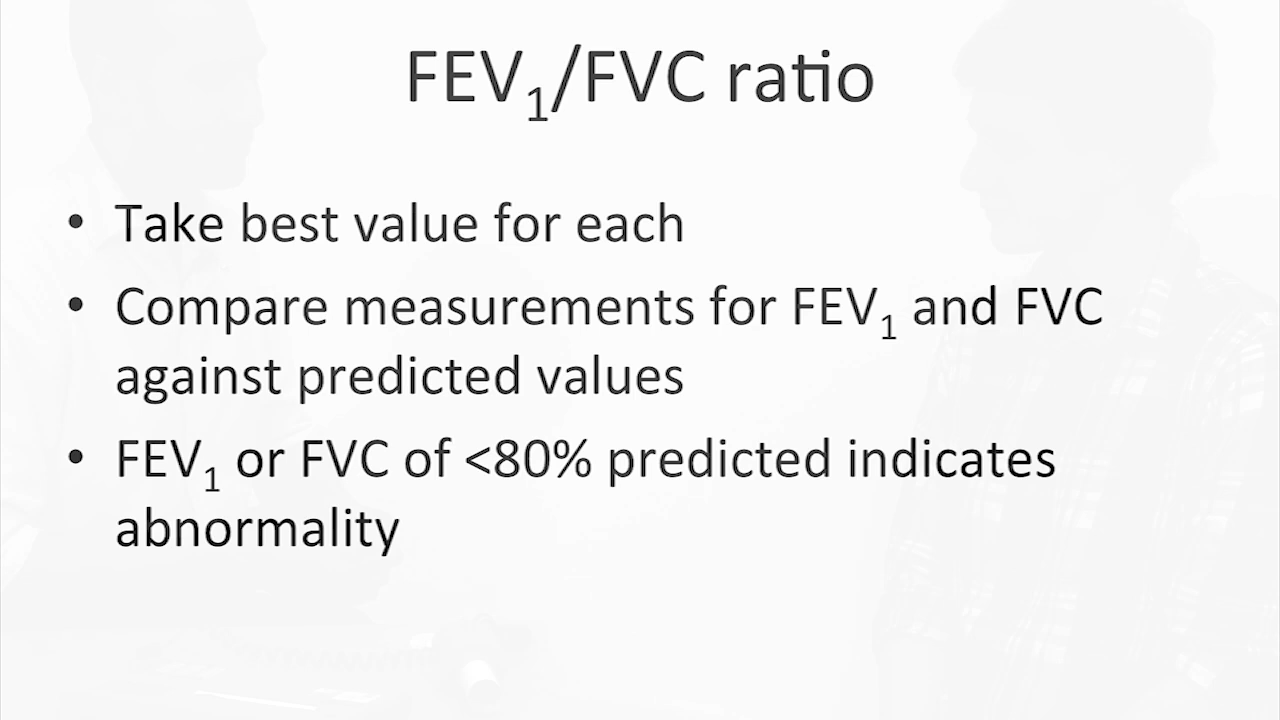 FEV₁/FVC ratio
• Take best value for each
• Compare measurements for FEV₁ and FVC
against predicted values
• FEV₁ or FVC of <80% predicted indicates
abnormality